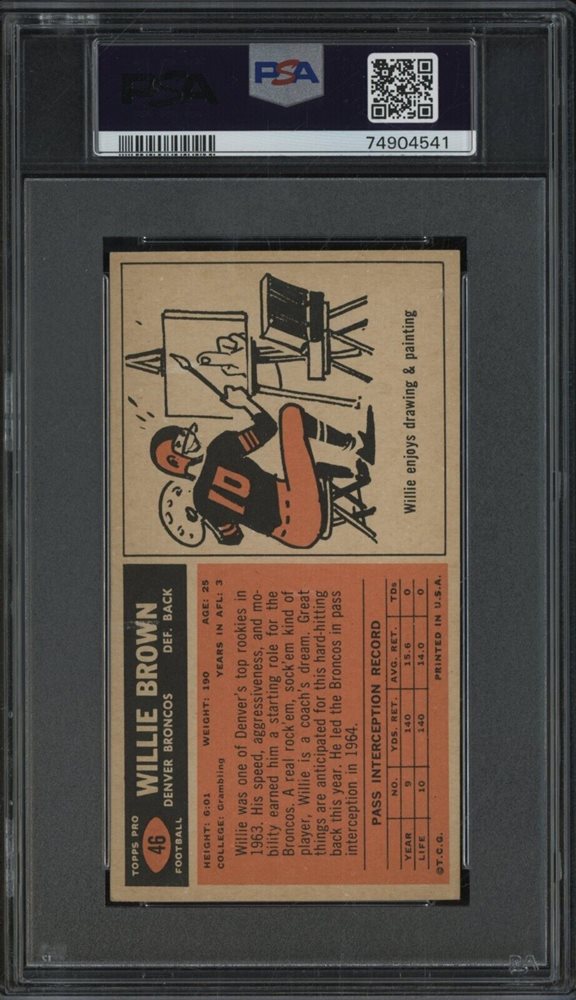 PSA
PSA
74904541
TOPPS PRO
46
FOOTBALL
WILLIE BROWN
DENVER BRONCOS DEF. BACK
HEIGHT: 6:01 WEIGHT: 190 AGE: 25
COLLEGE: Grambling YEARS IN AFL: 3
Willie was one of Denver's top rookies in
1963. His speed, aggressiveness, and mo-
bility earned him a starting role for the
Broncos. A real rock'em, sock'em kind of
player, Willie is a coach's dream. Great
things are anticipated for this hard-hitting
back this year. He led the Broncos in pass
interception in 1964.
PASS INTERCEPTION RECORD
NO. YDS. RET. AVG. RET. TDs
YEAR 9 140 15.6 0
LIFE 10 140 14.0 0
©T.C.G. PRINTED IN U.S.A.
10
Willie enjoys drawing & painting